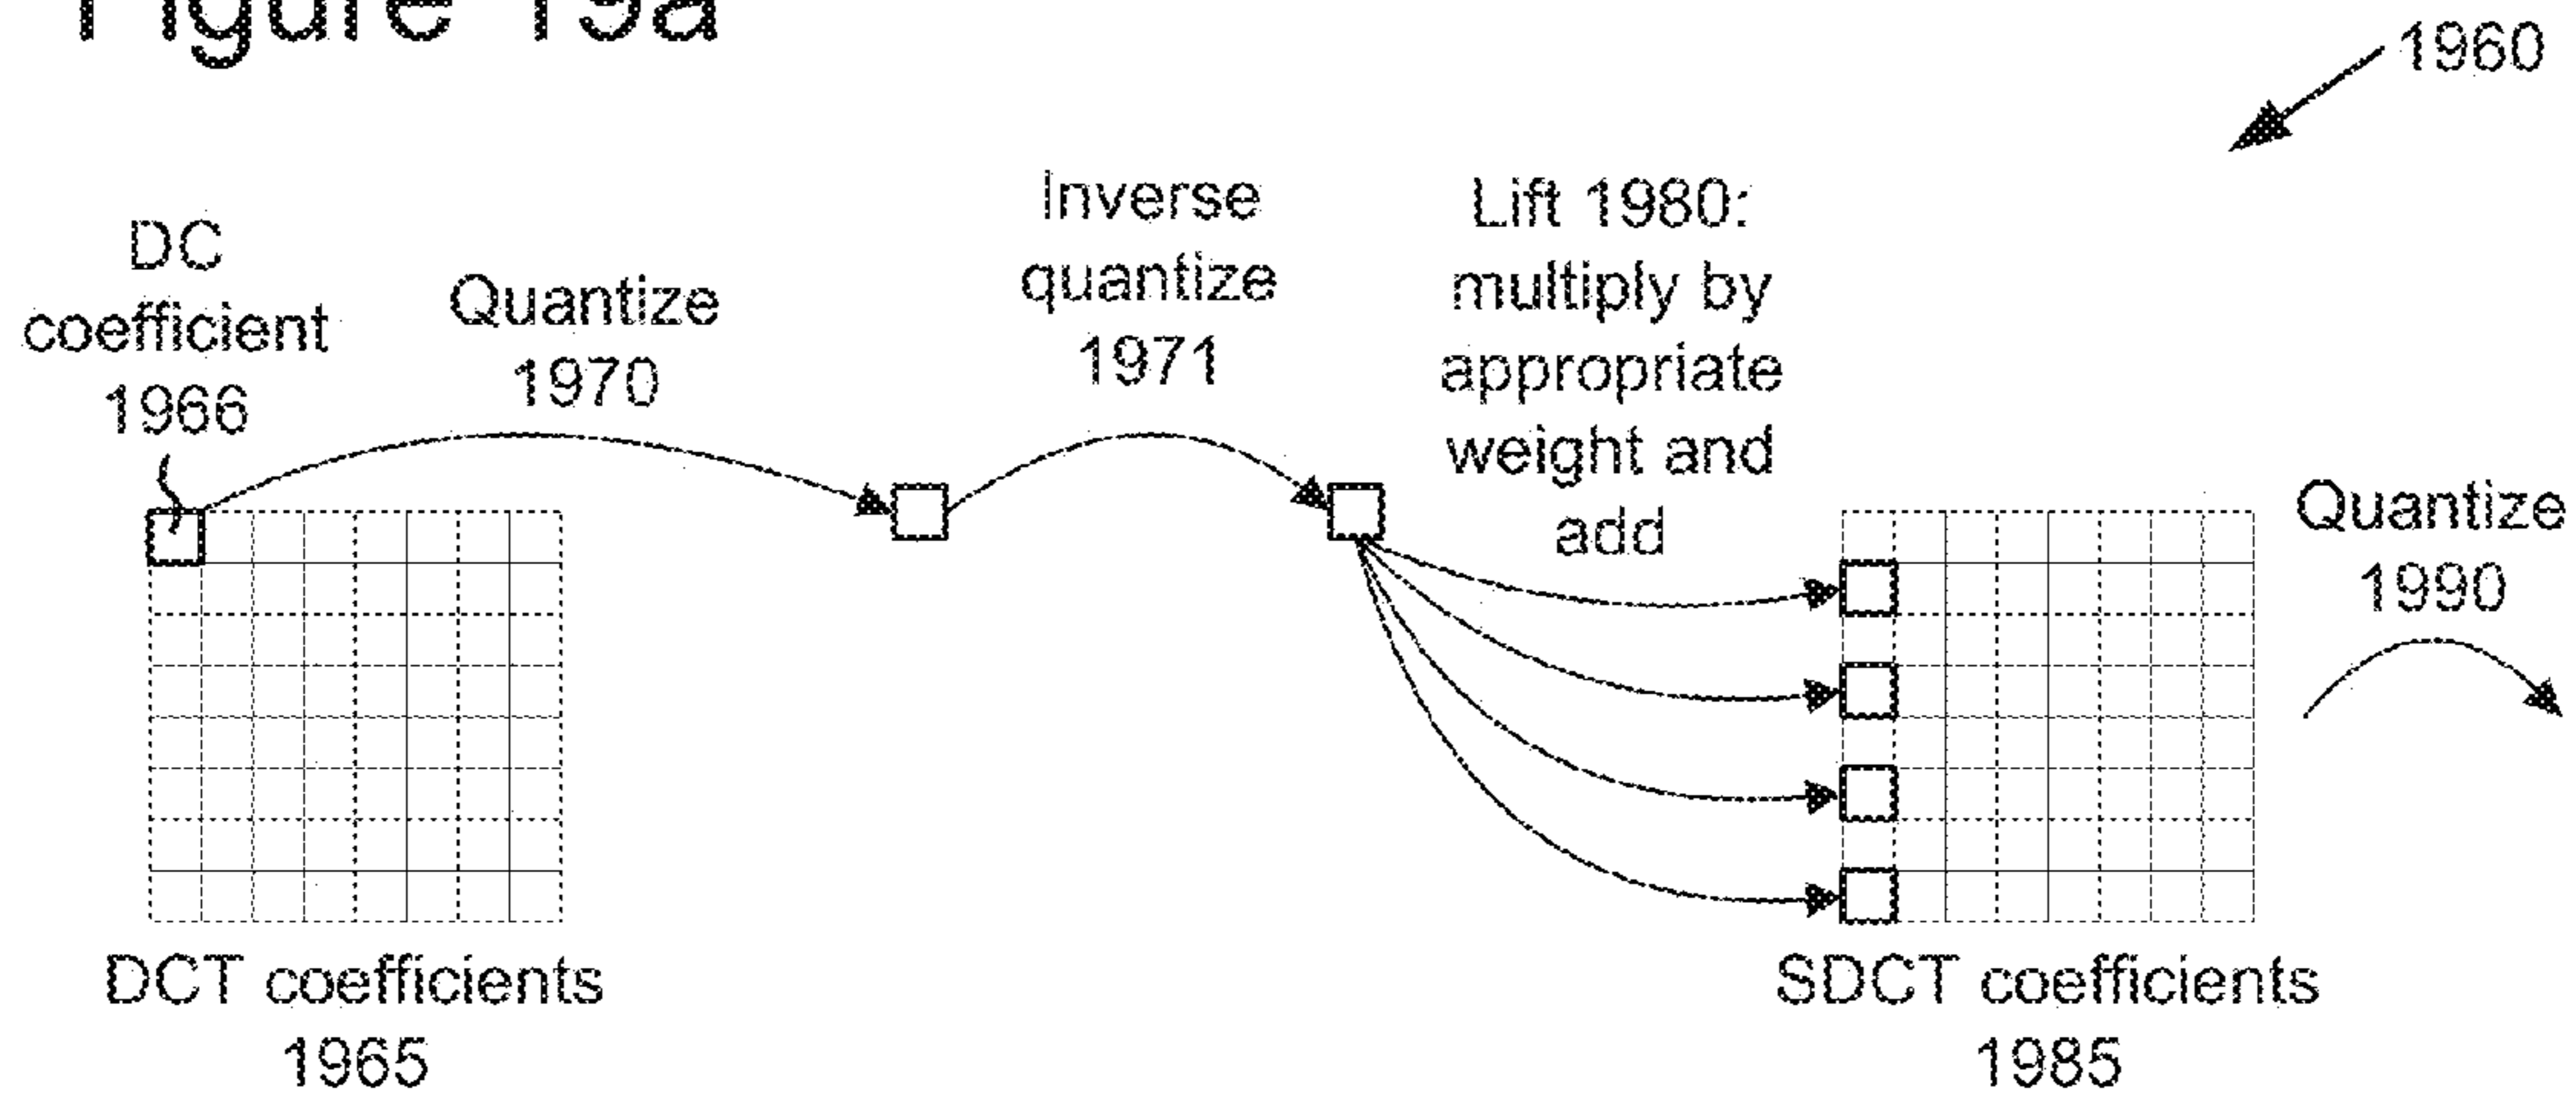 Figure 19a
1960
DC
coefficient
1966
Quantize
1970
Inverse
quantize
1971
Lift 1980:
multiply by
appropriate
weight and
add
Quantize
1990
DCT coefficients
1965
SDCT coefficients
1985